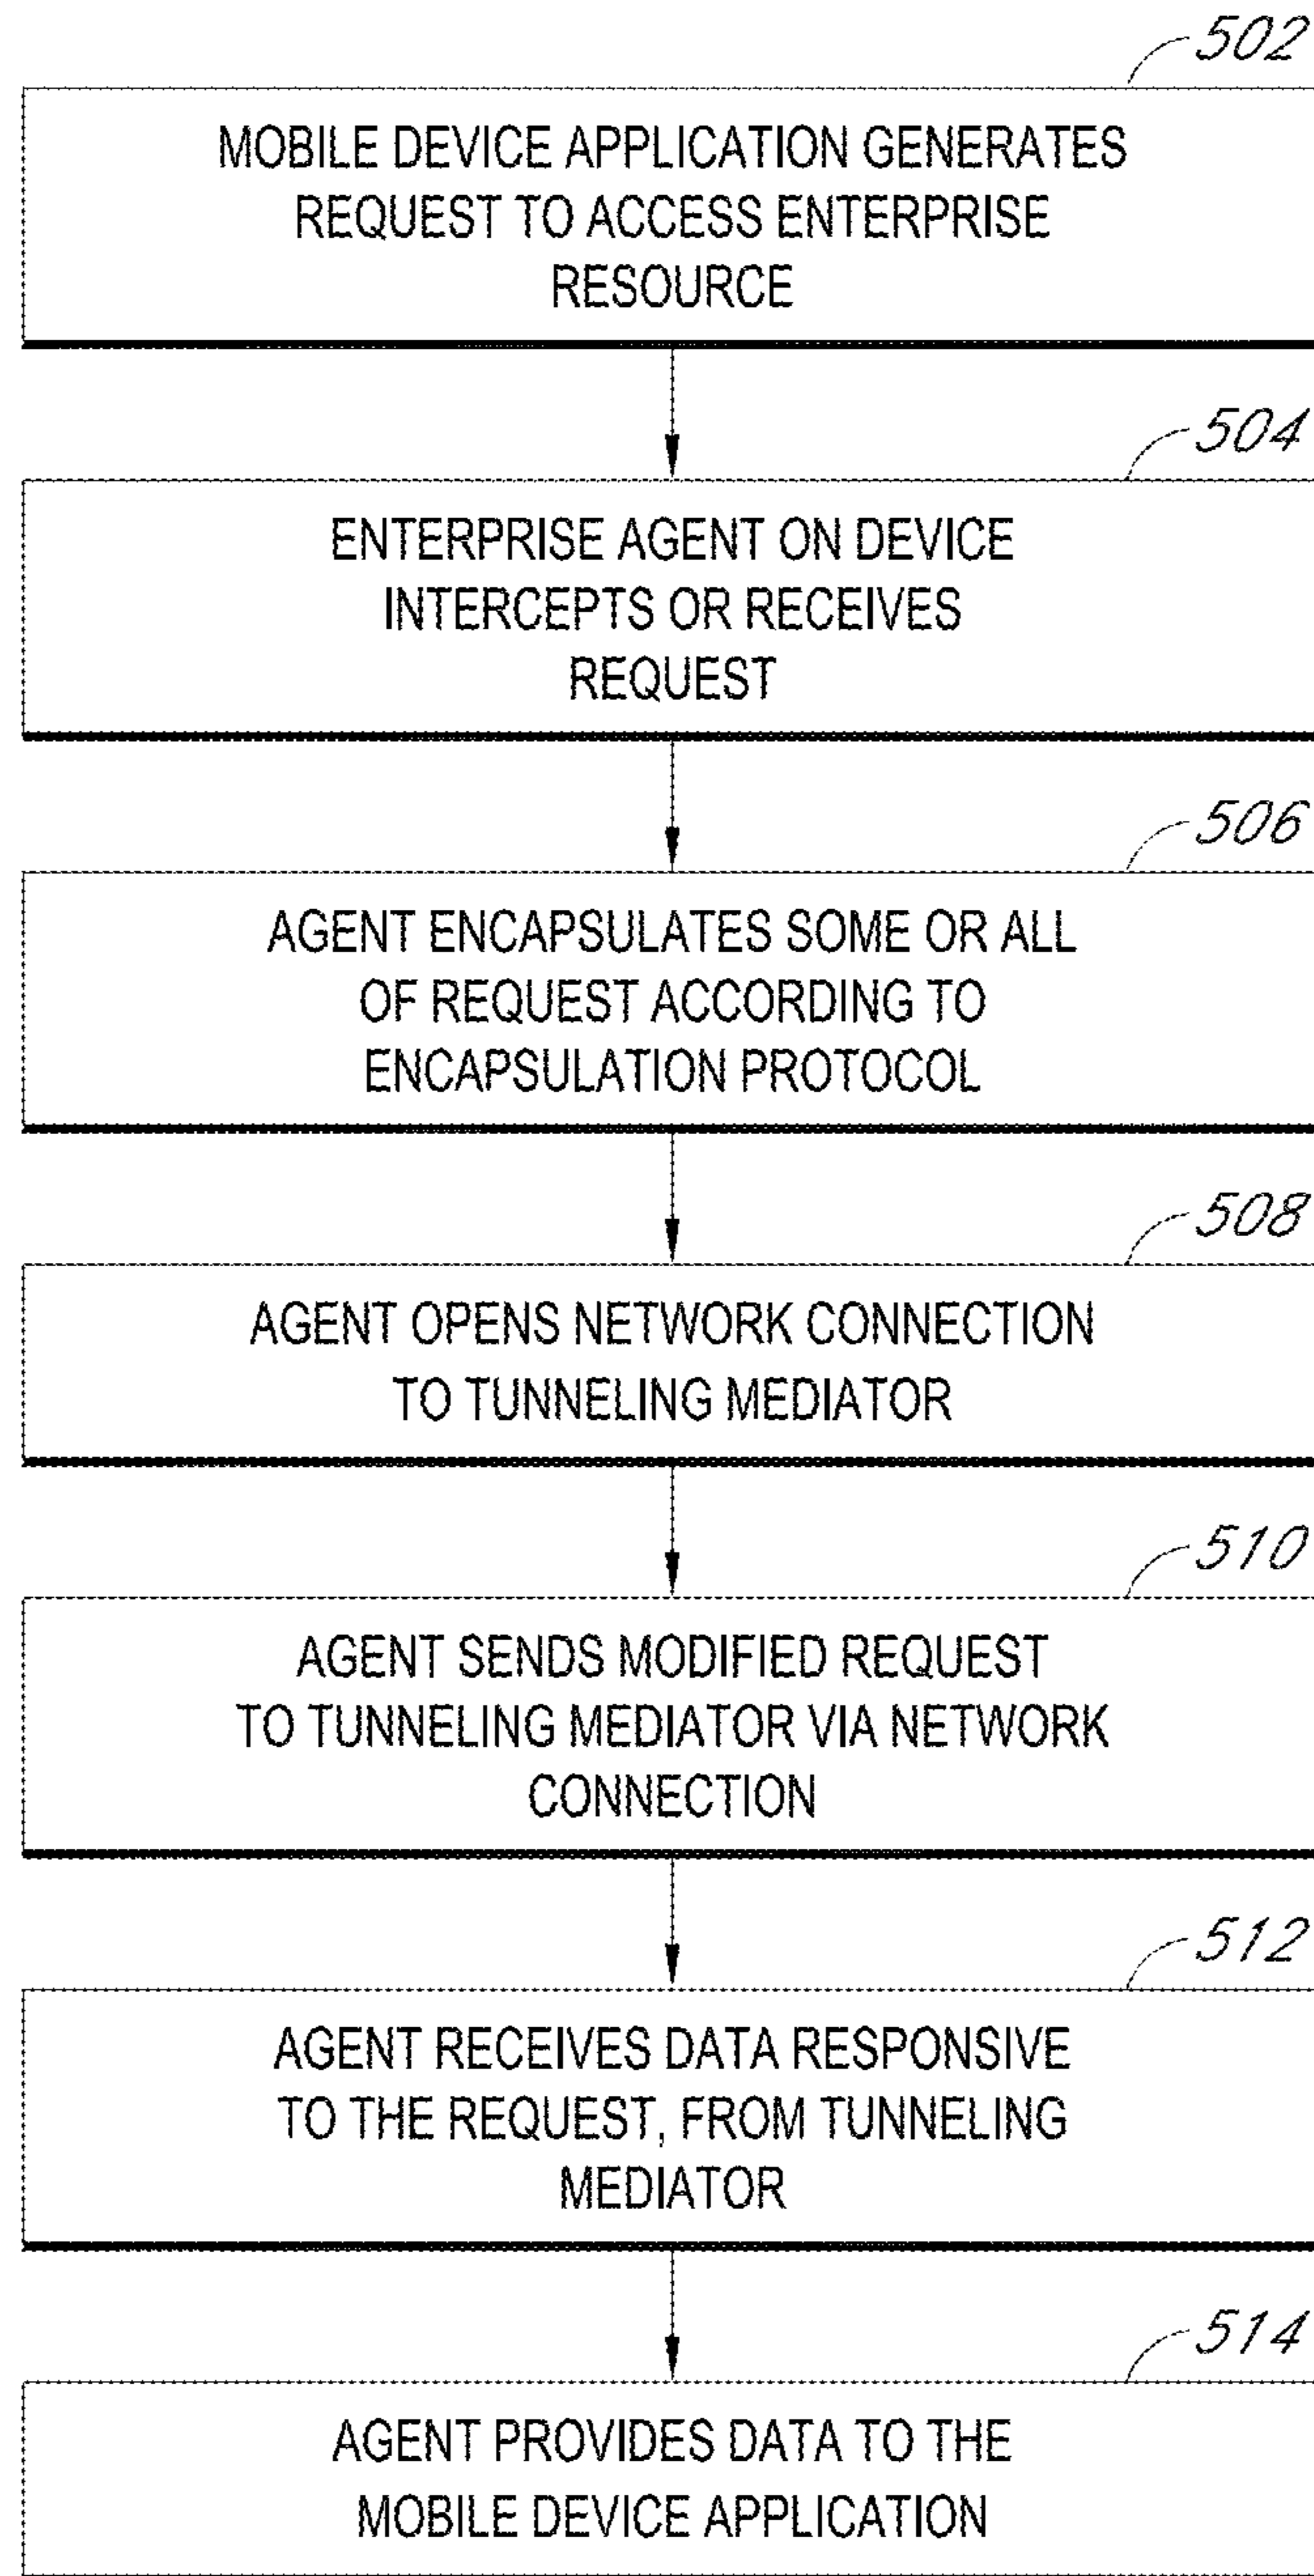 502
MOBILE DEVICE APPLICATION GENERATES
REQUEST TO ACCESS ENTERPRISE
RESOURCE
504
ENTERPRISE AGENT ON DEVICE
INTERCEPTS OR RECEIVES
REQUEST
506
AGENT ENCAPSULATES SOME OR ALL
OF REQUEST ACCORDING TO
ENCAPSULATION PROTOCOL
508
AGENT OPENS NETWORK CONNECTION
TO TUNNELING MEDIATOR
510
AGENT SENDS MODIFIED REQUEST
TO TUNNELING MEDIATOR VIA NETWORK
CONNECTION
512
AGENT RECEIVES DATA RESPONSIVE
TO THE REQUEST, FROM TUNNELING
MEDIATOR
514
AGENT PROVIDES DATA TO THE
MOBILE DEVICE APPLICATION